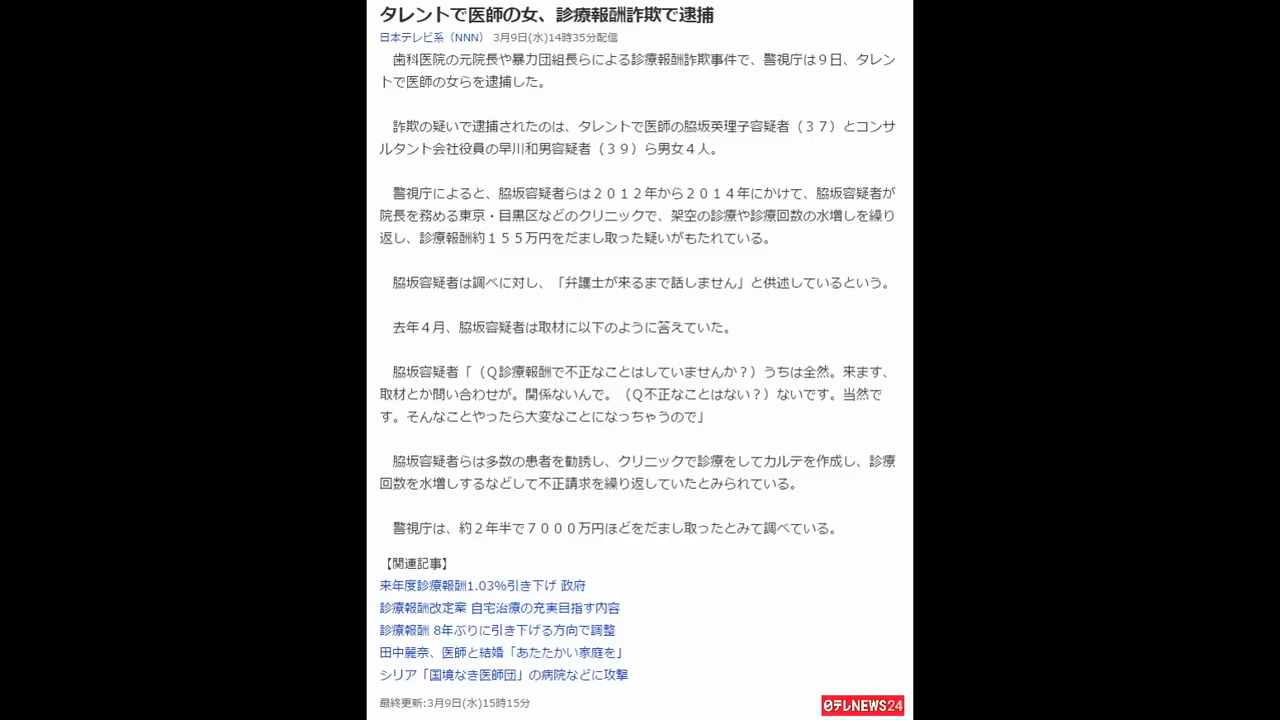 タレントで医師の女、診療報酬詐欺で逮捕
日本テレビ系（NNN） 3月9日(水)14時35分配信
　歯科医院の元院長や暴力団組長らによる診療報酬詐欺事件で、警視庁は９日、タレン
トで医師の女らを逮捕した。
　詐欺の疑いで逮捕されたのは、タレントで医師の脇坂英理子容疑者（３７）とコンサ
ルタント会社役員の早川和男容疑者（３９）ら男女４人。
　警視庁によると、脇坂容疑者らは２０１２年から２０１４年にかけて、脇坂容疑者が
院長を務める東京・目黒区などのクリニックで、架空の診療や診療回数の水増しを繰り
返し、診療報酬約１５５万円をだまし取った疑いがもたれている。
　脇坂容疑者は調べに対し、「弁護士が来るまで話しません」と供述しているという。
　去年４月、脇坂容疑者は取材に以下のように答えていた。
　脇坂容疑者「（Ｑ診療報酬で不正なことはしていませんか？）うちは全然。来ます、
取材とか問い合わせが。関係ないんで。（Ｑ不正なことはない？）ないです。当然で
す。そんなことやったら大変なことになっちゃうので」
　脇坂容疑者らは多数の患者を勧誘し、クリニックで診療をしてカルテを作成し、診療
回数を水増しするなどして不正請求を繰り返していたとみられている。
　警視庁は、約２年半で７０００万円ほどをだまし取ったとみて調べている。
【関連記事】
来年度診療報酬1.03%引き下げ 政府
診療報酬改定案 自宅治療の充実目指す内容
診療報酬 8年ぶりに引き下げる方向で調整
田中麗奈、医師と結婚「あたたかい家庭を」
シリア「国境なき医師団」の病院などに攻撃
最終更新:3月9日(水)15時15分
日テレNEWS24